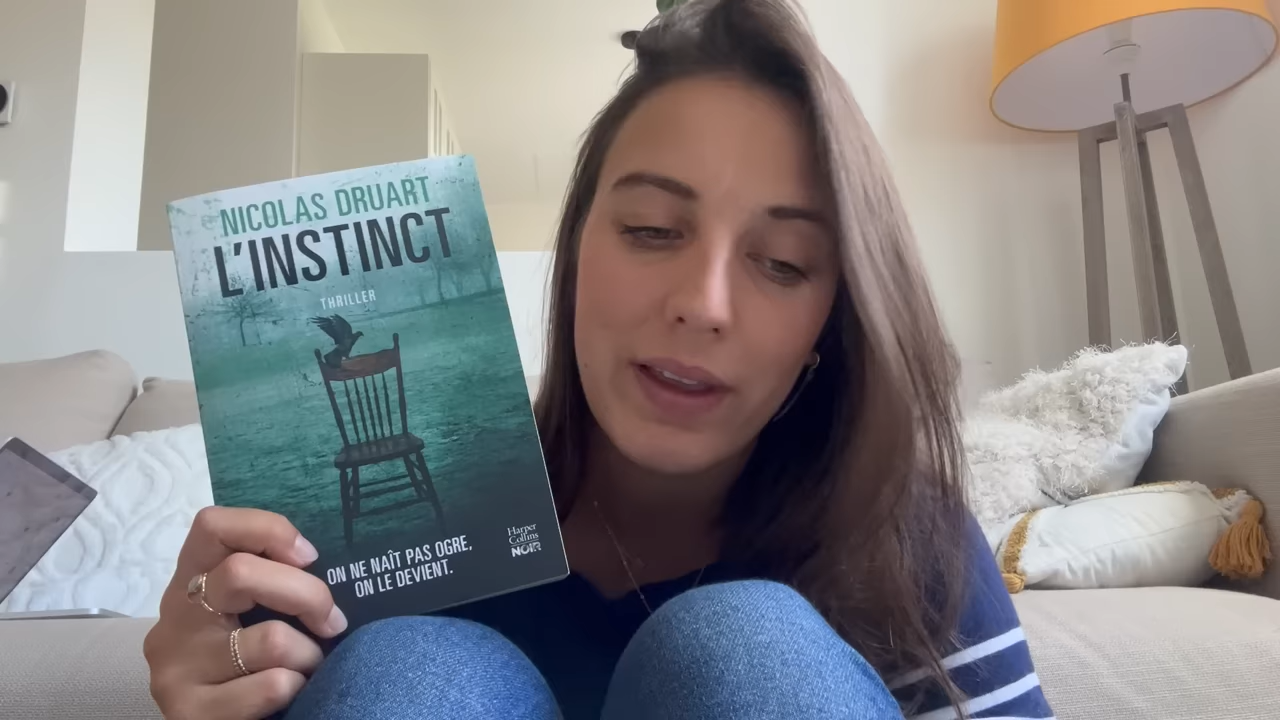 NICOLAS DRUART
L'INSTINCT
THRILLER
Harper
Collins
NOIR
ON NE NAÎT PAS OGRE,
ON LE DEVIENT.